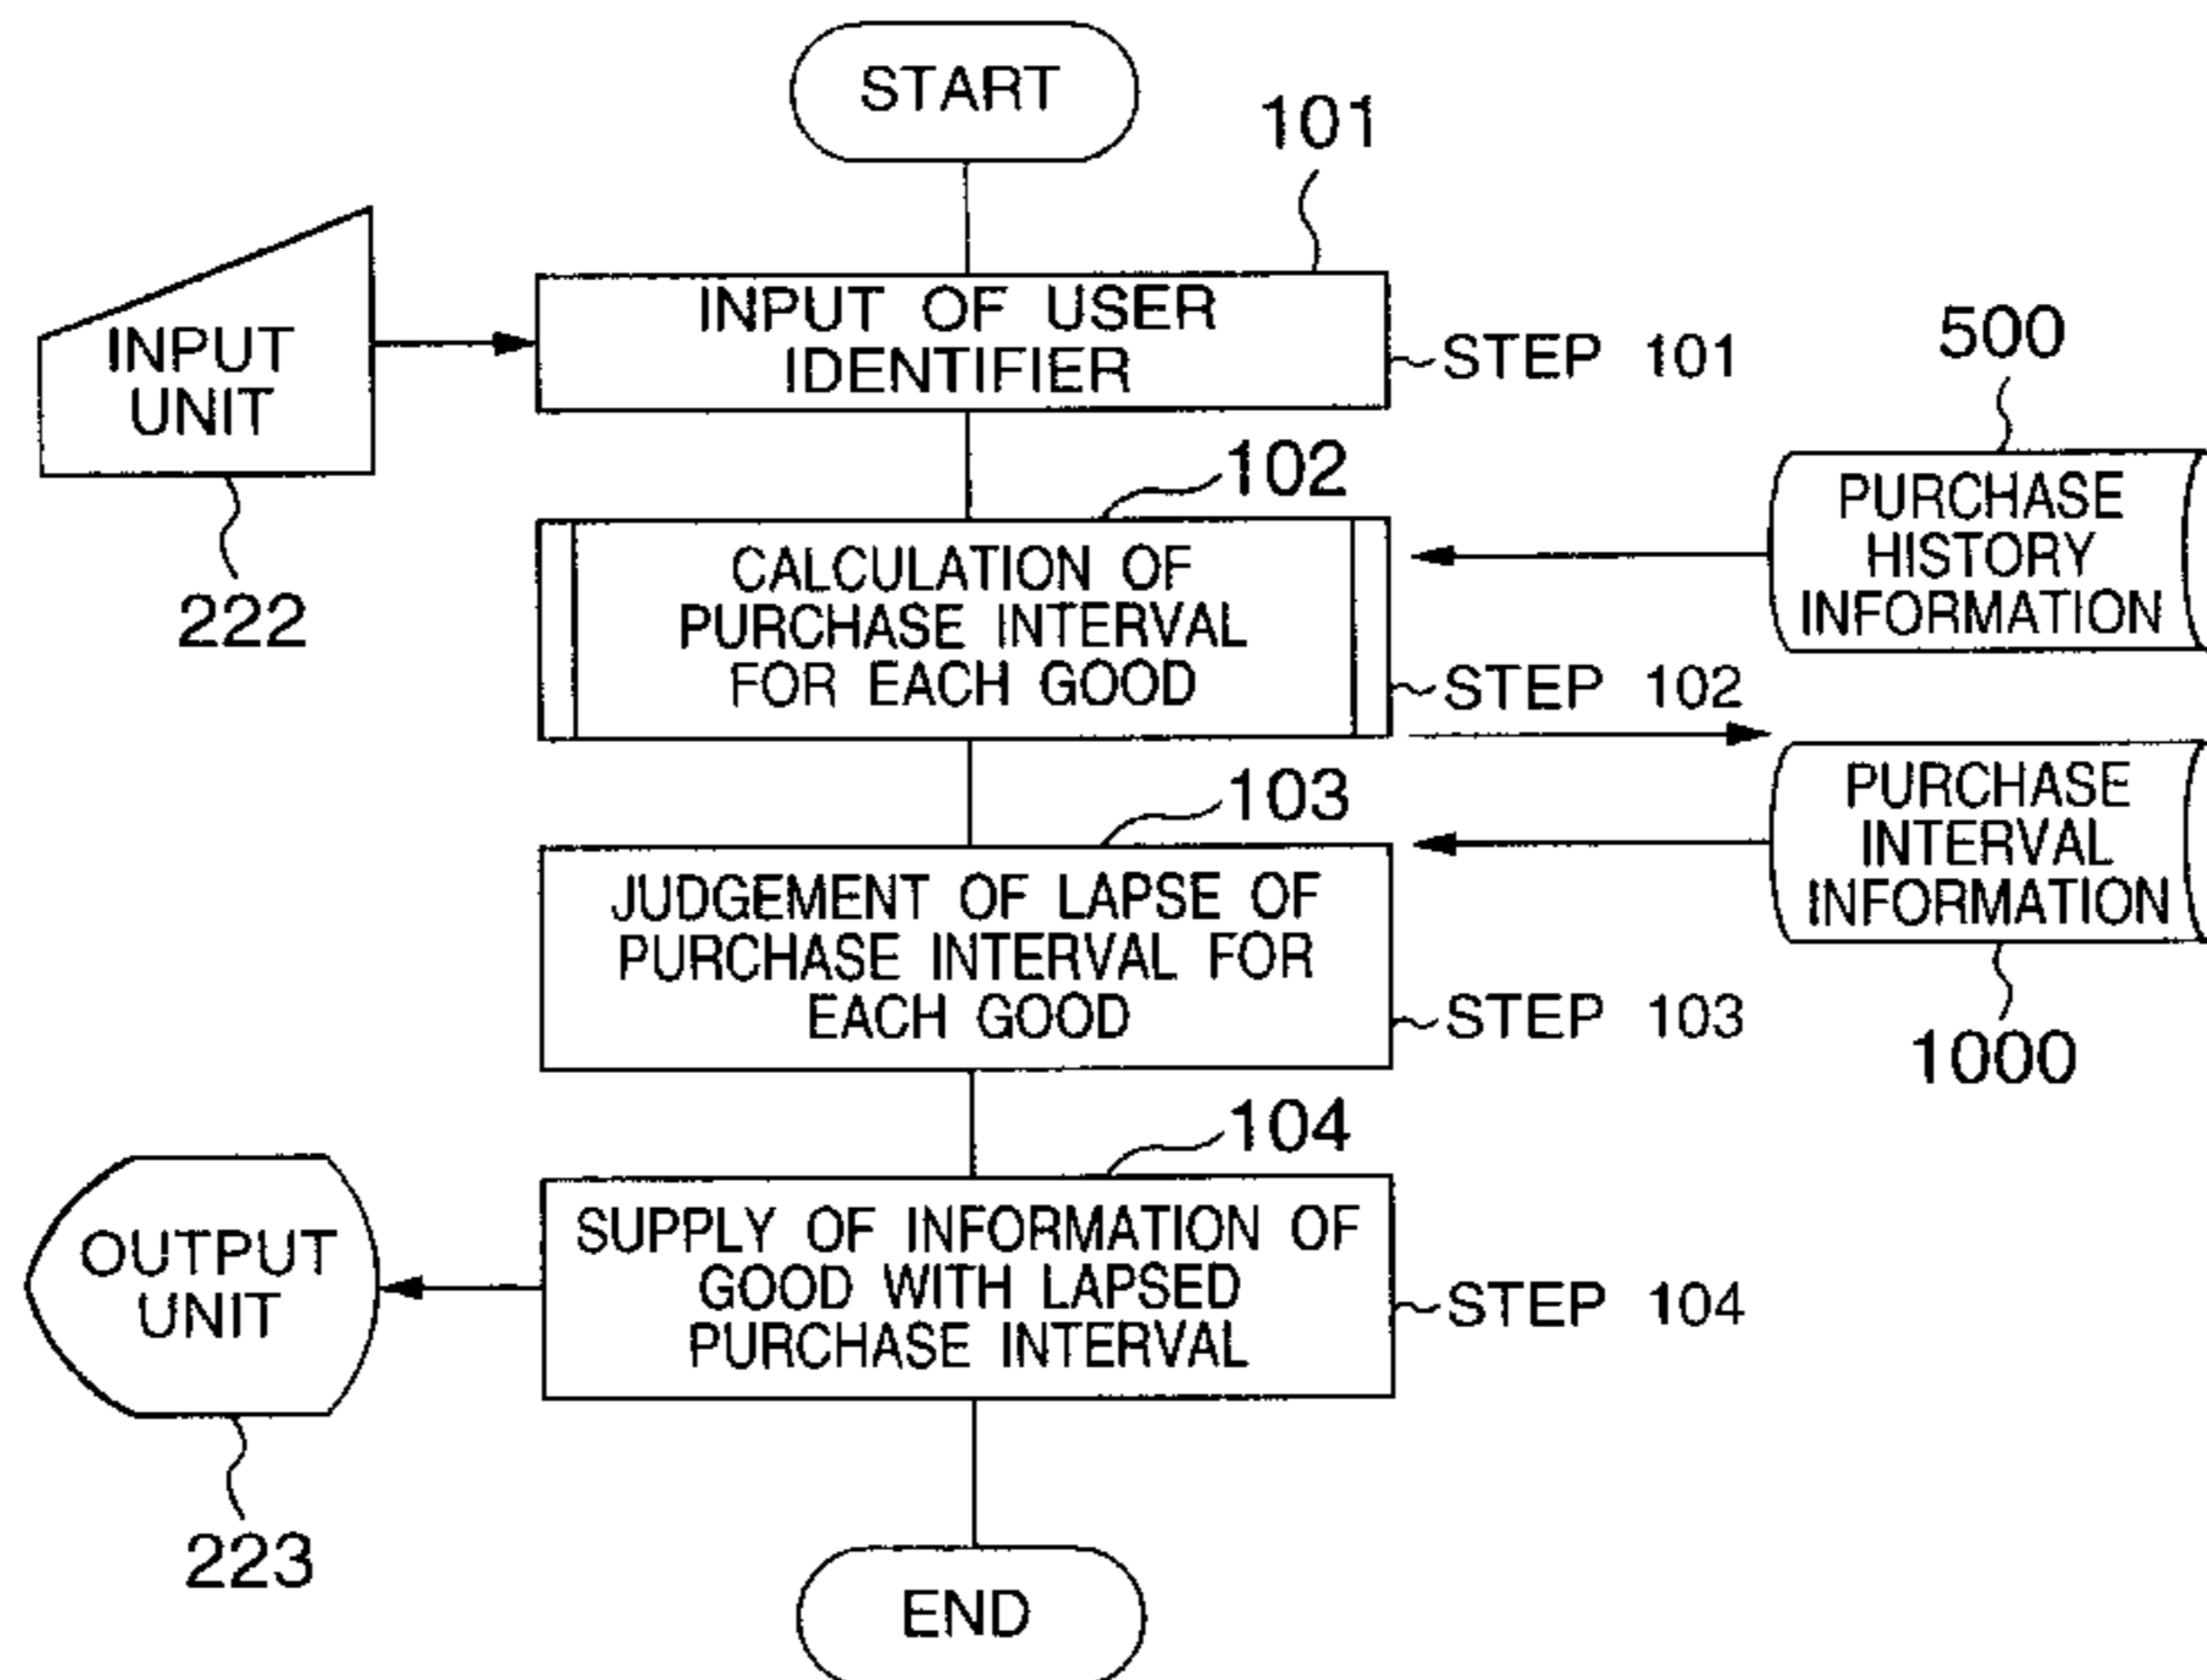 START
101
INPUT OF USER
IDENTIFIER
STEP 101
INPUT
UNIT
222
102
CALCULATION OF
PURCHASE INTERVAL
FOR EACH GOOD
STEP 102
500
PURCHASE
HISTORY
INFORMATION
103
JUDGEMENT OF LAPSE OF
PURCHASE INTERVAL FOR
EACH GOOD
STEP 103
PURCHASE
INTERVAL
INFORMATION
1000
104
SUPPLY OF INFORMATION OF
GOOD WITH LAPSED
PURCHASE INTERVAL
STEP 104
OUTPUT
UNIT
223
END